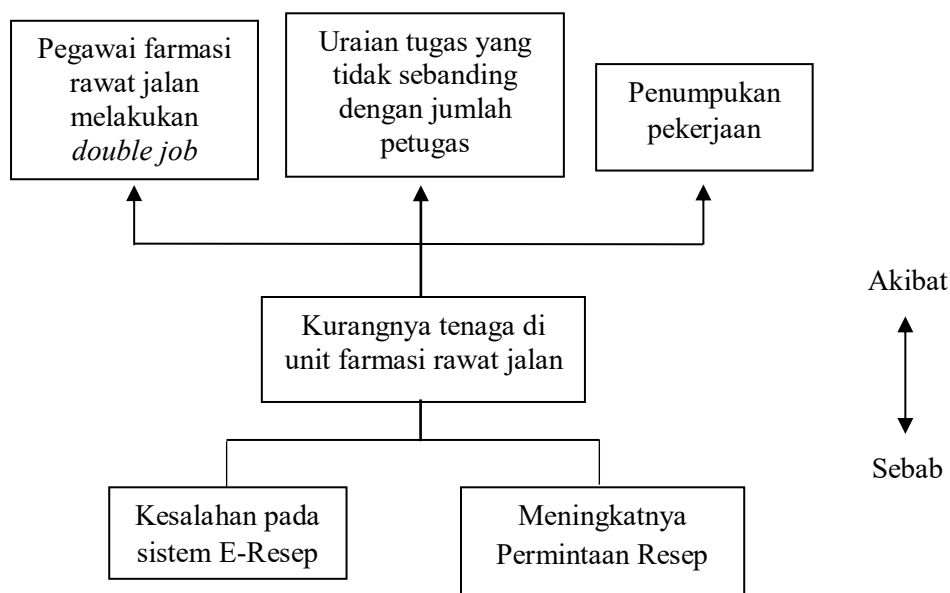 Pegawai farmasi
rawat jalan
melakukan
double job
Uraian tugas yang
tidak sebanding
dengan jumlah
petugas
Penumpukan
pekerjaan
Akibat
Kurangnya tenaga di
unit farmasi rawat jalan
Sebab
Kesalahan pada
sistem E-Resep
Meningkatnya
Permintaan Resep